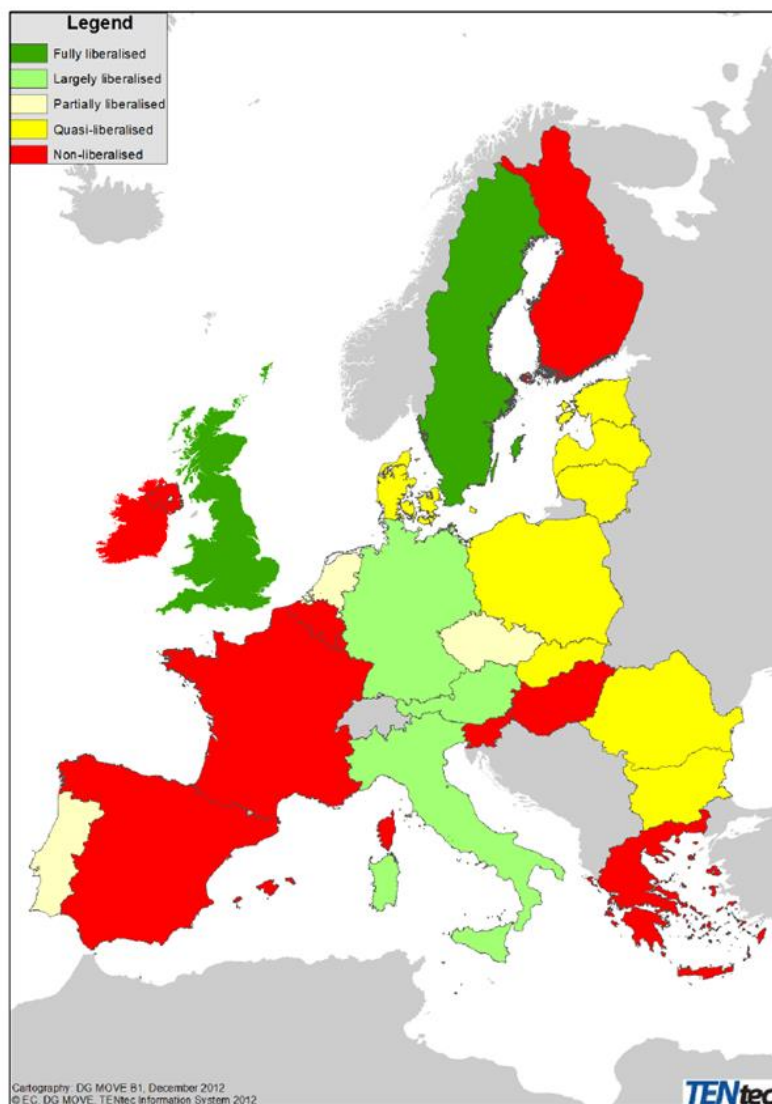 Legend
Fully liberalised
Largely liberalised
Partially liberalised
Quasi-liberalised
Non-liberalised
Cartography: DG MOVE B1, December 2012
© EC, DG MOVE, TENtec Information System 2012
TENtec